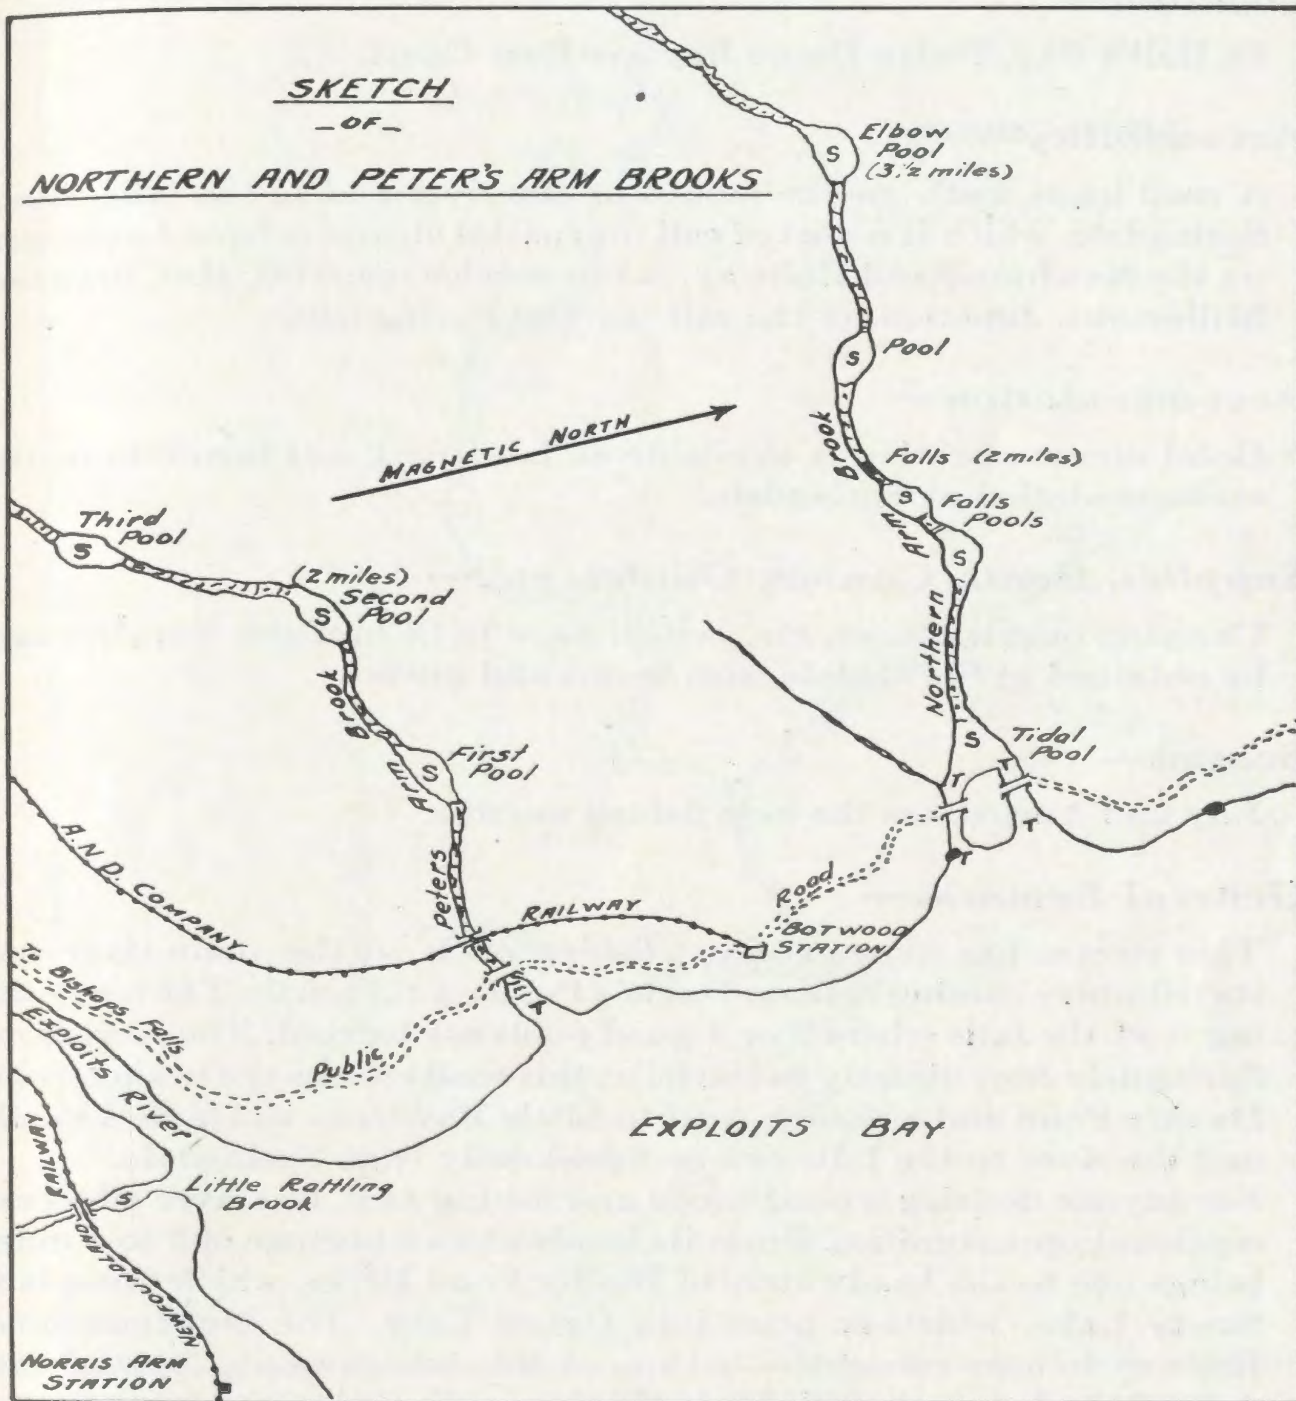 SKETCH
- OF -
NORTHERN AND PETER'S ARM BROOKS
Elbow
Pool
(3 1/2 miles)
S
Pool
S
MAGNETIC NORTH
Falls (2 miles)
Falls
Pools
S
S
Northern Arm Brook
Third
Pool
S
(2 miles)
Second
Pool
S
First
Pool
S
Peters Arm Brook
Tidal
Pool
S
T
T
T
T
A.N.D. COMPANY RAILWAY
Road
BOTWOOD
STATION
To Bishops Falls
Public
Exploits River
EXPLOITS BAY
Little Rattling
Brook
S
NEWFOUNDLAND RAILWAY
NORRIS ARM
STATION